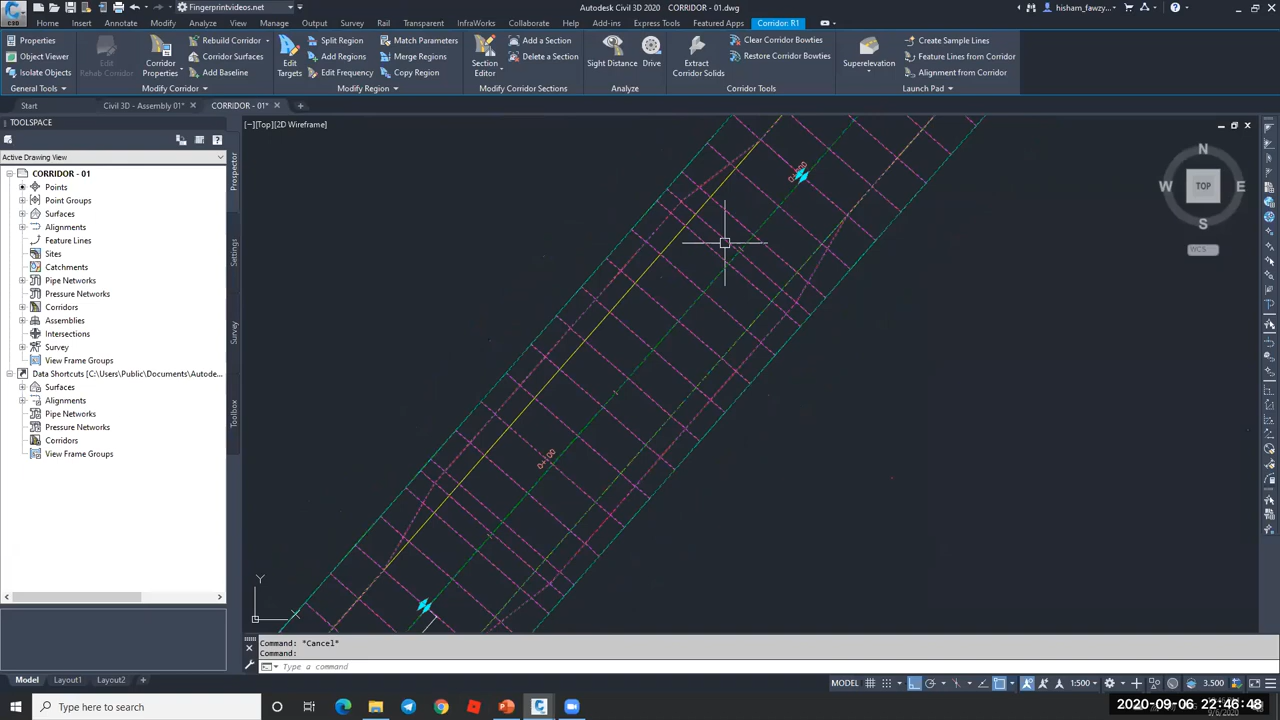 Fingerprintvideos.net
Autodesk Civil 3D 2020 CORRIDOR - 01.dwg
hisham_fawzy...
C3D
Home Insert Annotate Modify Analyze View Manage Output Survey Rail Transparent InfraWorks Collaborate Help Add-ins Express Tools Featured Apps Corridor: R1
Properties
Object Viewer
Isolate Objects
General Tools
Edit
Rehab Corridor
Corridor
Properties
Rebuild Corridor
Corridor Surfaces
Add Baseline
Modify Corridor
Edit
Targets
Split Region
Add Regions
Edit Frequency
Match Parameters
Merge Regions
Copy Region
Modify Region
Section
Editor
Add a Section
Delete a Section
Modify Corridor Sections
Sight Distance
Drive
Analyze
Extract
Corridor Solids
Clear Corridor Bowties
Restore Corridor Bowties
Corridor Tools
Superelevation
Create Sample Lines
Feature Lines from Corridor
Alignment from Corridor
Launch Pad
Start Civil 3D - Assembly 01* CORRIDOR - 01*
TOOLSPACE
Active Drawing View
CORRIDOR - 01
Points
Point Groups
Surfaces
Alignments
Feature Lines
Sites
Catchments
Pipe Networks
Pressure Networks
Corridors
Assemblies
Intersections
Survey
View Frame Groups
Data Shortcuts [C:\Users\Public\Documents\Autode...
Surfaces
Alignments
Pipe Networks
Pressure Networks
Corridors
View Frame Groups
Prospector
Settings
Survey
Toolbox
[−][Top][2D Wireframe]
N
W TOP E
S
WCS
0+100
Y
X
Command: *Cancel*
Command:
Type a command
Model Layout1 Layout2
MODEL
1:500
3.500
Type here to search
2020-09-06 22:48:48